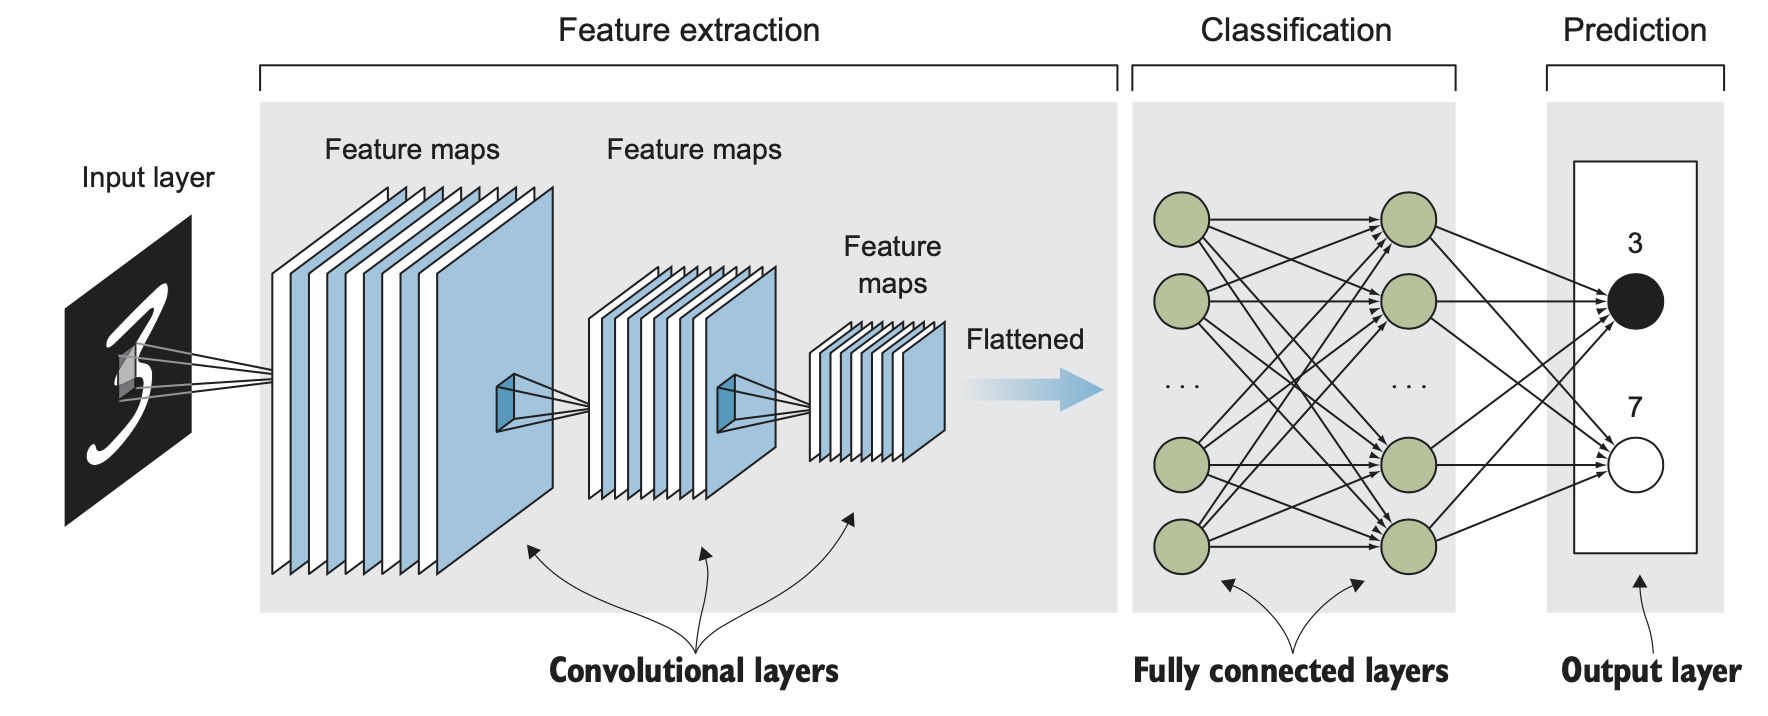 Feature extraction
Classification
Prediction
Input layer
Feature maps
Feature maps
Feature
maps
Flattened
. . .
. . .
3
7
Convolutional layers
Fully connected layers
Output layer